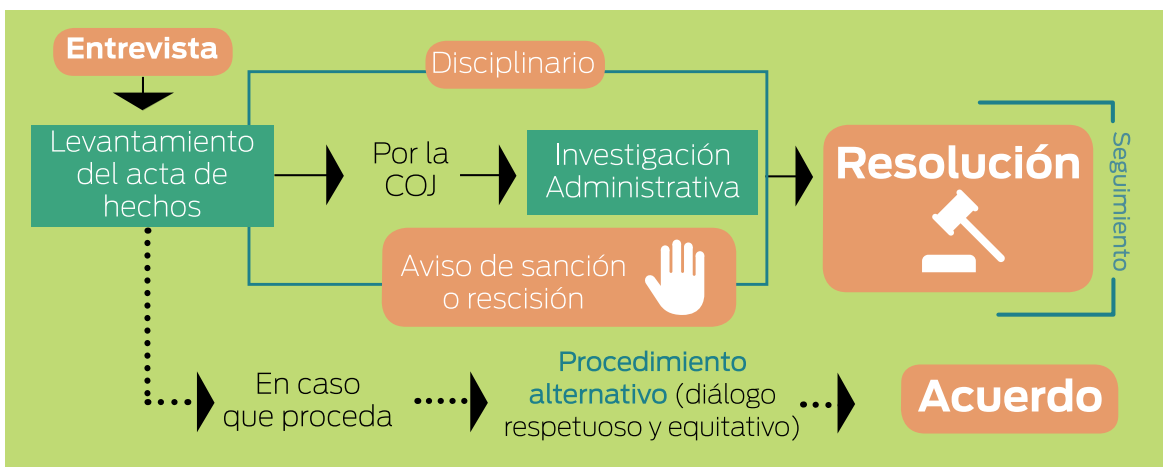 Entrevista
Disciplinario
Levantamiento
del acta de
hechos
Por la
COJ
Investigación
Administrativa
Resolución
Seguimiento
Aviso de sanción
o rescisión
En caso
que proceda
Procedimiento
alternativo (diálogo
respetuoso y equitativo)
Acuerdo